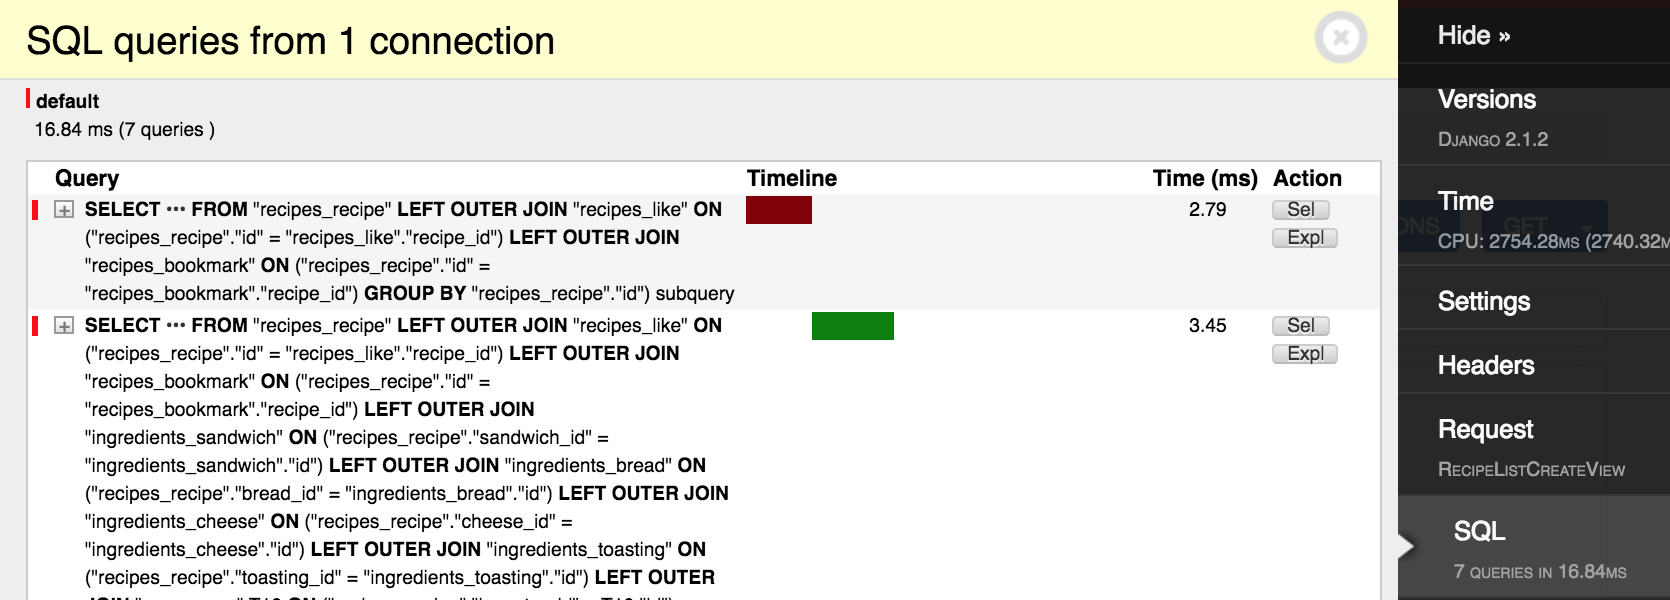 SQL queries from 1 connection
default
16.84 ms (7 queries )
Query Timeline Time (ms) Action
SELECT ••• FROM "recipes_recipe" LEFT OUTER JOIN "recipes_like" ON 2.79 Sel
("recipes_recipe"."id" = "recipes_like"."recipe_id") LEFT OUTER JOIN Expl
"recipes_bookmark" ON ("recipes_recipe"."id" =
"recipes_bookmark"."recipe_id") GROUP BY "recipes_recipe"."id") subquery
SELECT ••• FROM "recipes_recipe" LEFT OUTER JOIN "recipes_like" ON 3.45 Sel
("recipes_recipe"."id" = "recipes_like"."recipe_id") LEFT OUTER JOIN Expl
"recipes_bookmark" ON ("recipes_recipe"."id" =
"recipes_bookmark"."recipe_id") LEFT OUTER JOIN
"ingredients_sandwich" ON ("recipes_recipe"."sandwich_id" =
"ingredients_sandwich"."id") LEFT OUTER JOIN "ingredients_bread" ON
("recipes_recipe"."bread_id" = "ingredients_bread"."id") LEFT OUTER JOIN
"ingredients_cheese" ON ("recipes_recipe"."cheese_id" =
"ingredients_cheese"."id") LEFT OUTER JOIN "ingredients_toasting" ON
("recipes_recipe"."toasting_id" = "ingredients_toasting"."id") LEFT OUTER
Hide »
Versions
Django 2.1.2
Time
CPU: 2754.28ms (2740.32m
GET
Settings
Headers
Request
RecipeListCreateView
SQL
7 queries in 16.84ms